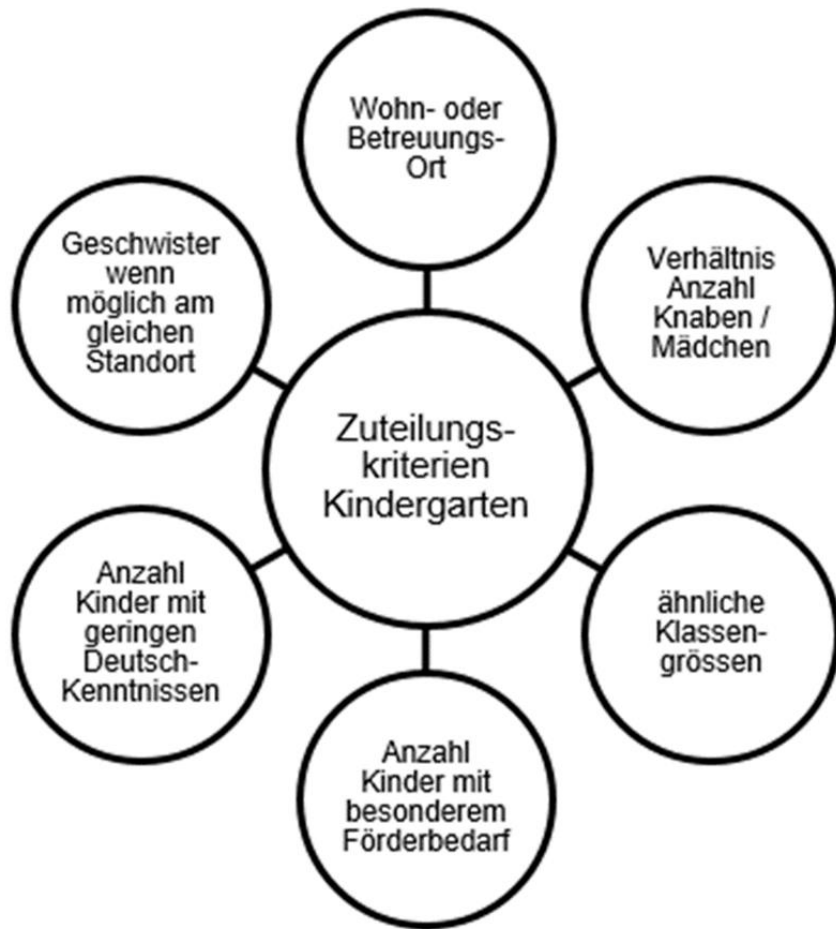 Wohn- oder
Betreuungs-
Ort
Geschwister
wenn
möglich am
gleichen
Standort
Verhältnis
Anzahl
Knaben /
Mädchen
Zuteilungs-
kriterien
Kindergarten
Anzahl
Kinder mit
geringen
Deutsch-
Kenntnissen
ähnliche
Klassen-
grössen
Anzahl
Kinder mit
besonderem
Förderbedarf